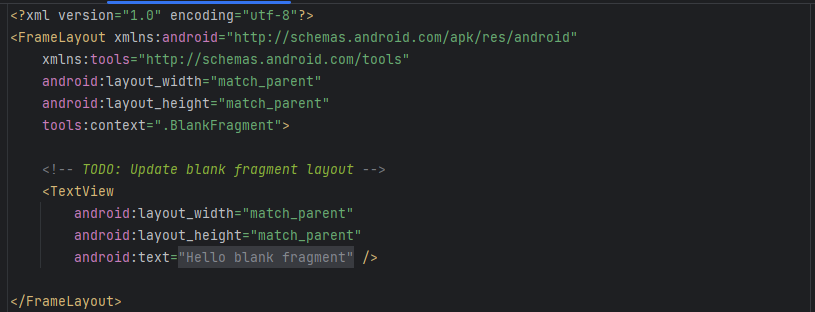 <?xml version="1.0" encoding="utf-8"?>
<FrameLayout xmlns:android="http://schemas.android.com/apk/res/android"
    xmlns:tools="http://schemas.android.com/tools"
    android:layout_width="match_parent"
    android:layout_height="match_parent"
    tools:context=".BlankFragment">

    <!-- TODO: Update blank fragment layout -->
    <TextView
        android:layout_width="match_parent"
        android:layout_height="match_parent"
        android:text="Hello blank fragment" />

</FrameLayout>